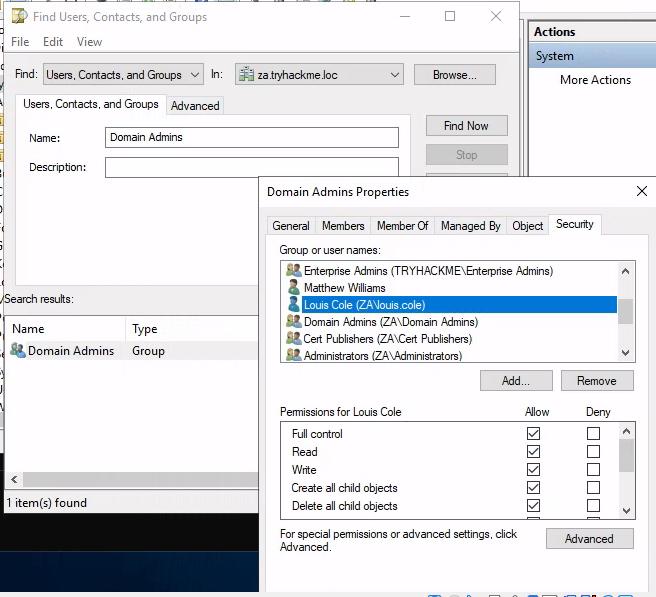 Find Users, Contacts, and Groups
File Edit View
Find: Users, Contacts, and Groups In: za.tryhackme.loc Browse...
Users, Contacts, and Groups Advanced
Name: Domain Admins
Description:
Find Now
Stop
Search results:
Name Type
Domain Admins Group
1 item(s) found
Actions
System
More Actions
Domain Admins Properties
General Members Member Of Managed By Object Security
Group or user names:
Enterprise Admins (TRYHACKME\Enterprise Admins)
Matthew Williams
Louis Cole (ZA\louis.cole)
Domain Admins (ZA\Domain Admins)
Cert Publishers (ZA\Cert Publishers)
Administrators (ZA\Administrators)
Add... Remove
Permissions for Louis Cole Allow Deny
Full control
Read
Write
Create all child objects
Delete all child objects
For special permissions or advanced settings, click
Advanced.
Advanced